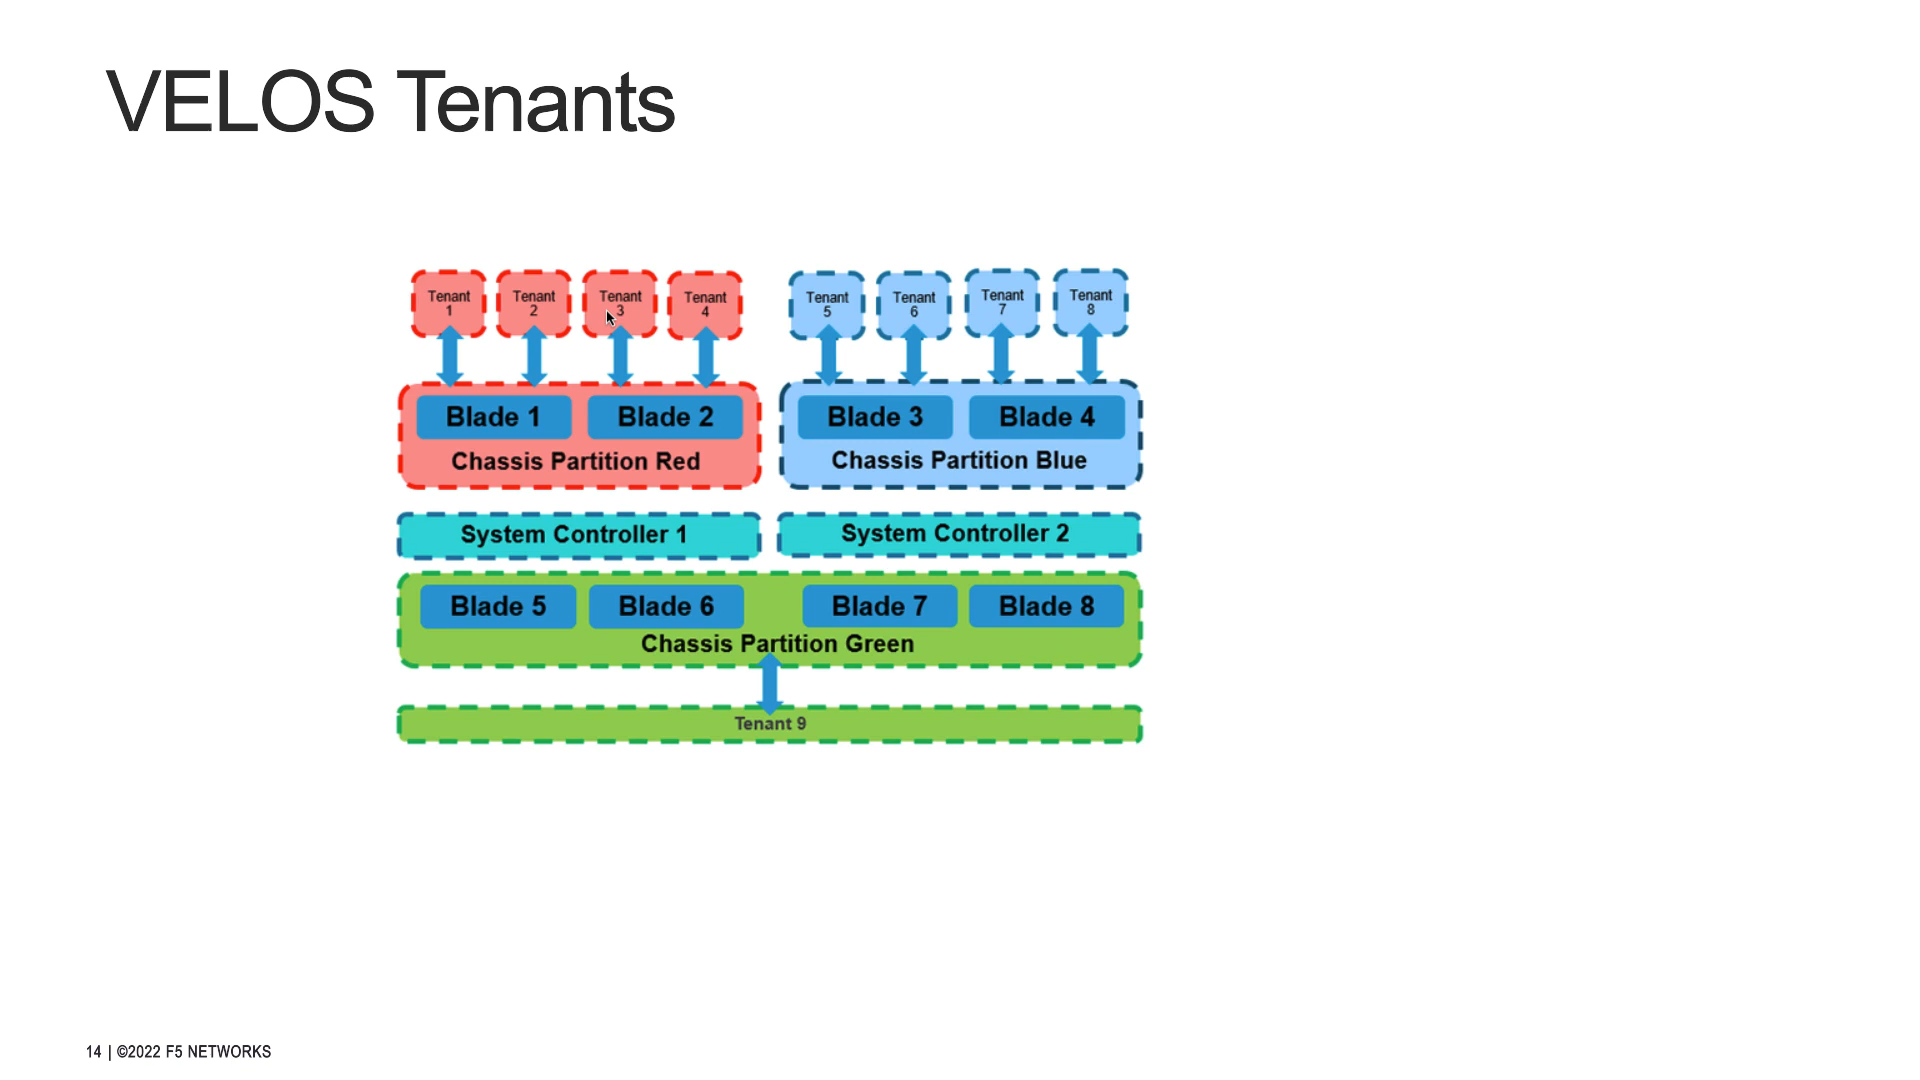 VELOS Tenants
Tenant
1
Tenant
2
Tenant
3
Tenant
4
Tenant
5
Tenant
6
Tenant
7
Tenant
8
Blade 1
Blade 2
Chassis Partition Red
Blade 3
Blade 4
Chassis Partition Blue
System Controller 1
System Controller 2
Blade 5
Blade 6
Blade 7
Blade 8
Chassis Partition Green
Tenant 9
14 | ©2022 F5 NETWORKS